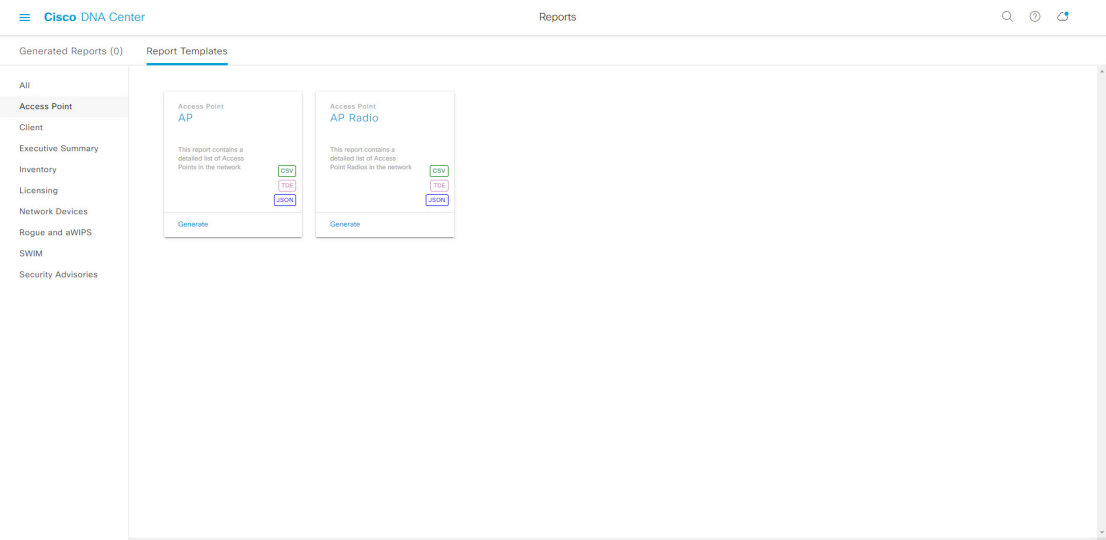 Cisco DNA Center
Reports
Generated Reports (0)
Report Templates
All
Access Point
Client
Executive Summary
Inventory
Licensing
Network Devices
Rogue and aWIPS
SWIM
Security Advisories
Access Point
AP
This report contains a
detailed list of Access
Points in the network
CSV
TDE
JSON
Generate
Access Point
AP Radio
This report contains a
detailed list of Access
Point Radios in the network
CSV
TDE
JSON
Generate